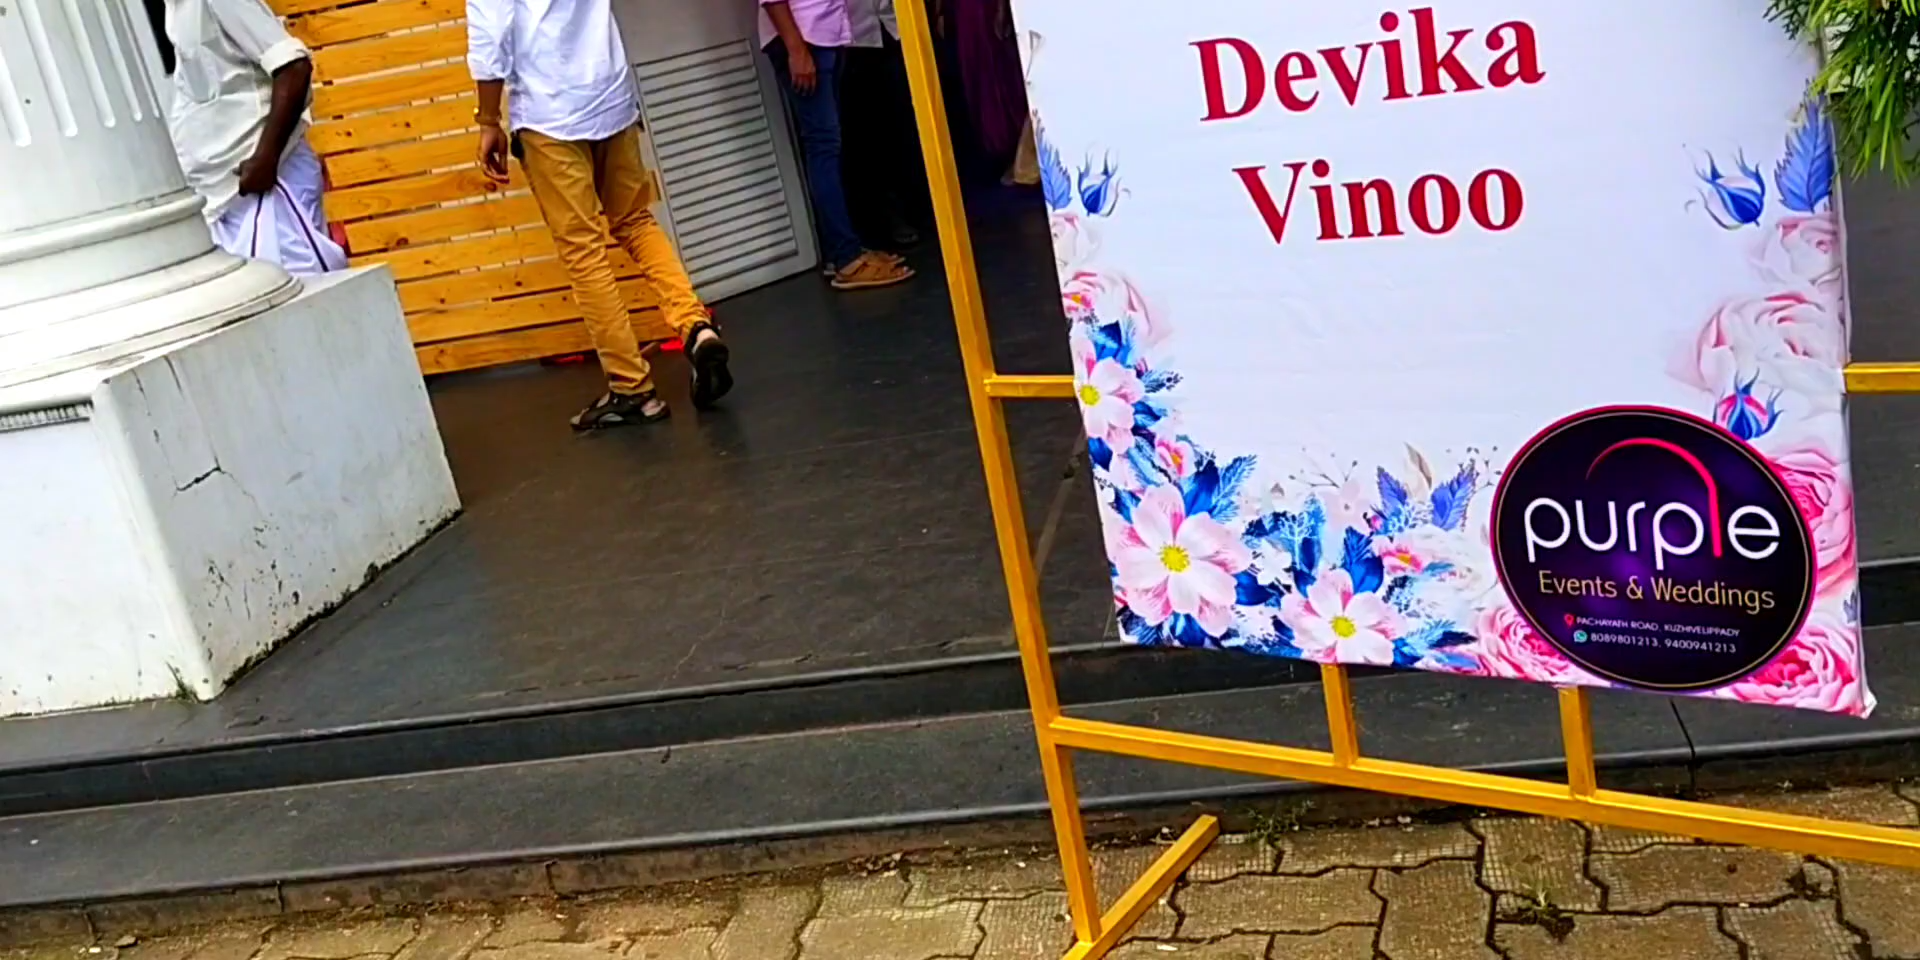 Devika
Vinoo
purple
Events & Weddings
PACHAYATH ROAD, KUZHIVELIPPADY
8089801213, 9400941213